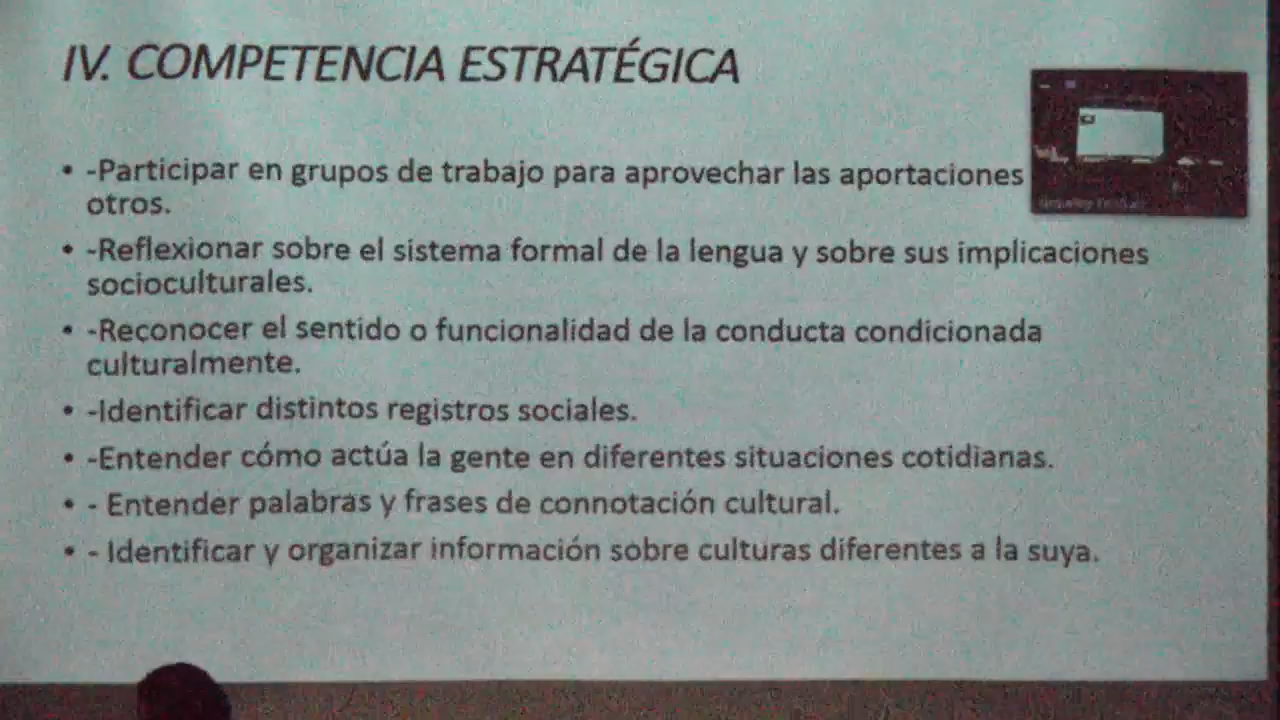 IV. COMPETENCIA ESTRATÉGICA
• -Participar en grupos de trabajo para aprovechar las aportaciones
otros.
• -Reflexionar sobre el sistema formal de la lengua y sobre sus implicaciones
socioculturales.
• -Reconocer el sentido o funcionalidad de la conducta condicionada
culturalmente.
• -Identificar distintos registros sociales.
• -Entender cómo actúa la gente en diferentes situaciones cotidianas.
• - Entender palabras y frases de connotación cultural.
• - Identificar y organizar información sobre culturas diferentes a la suya.